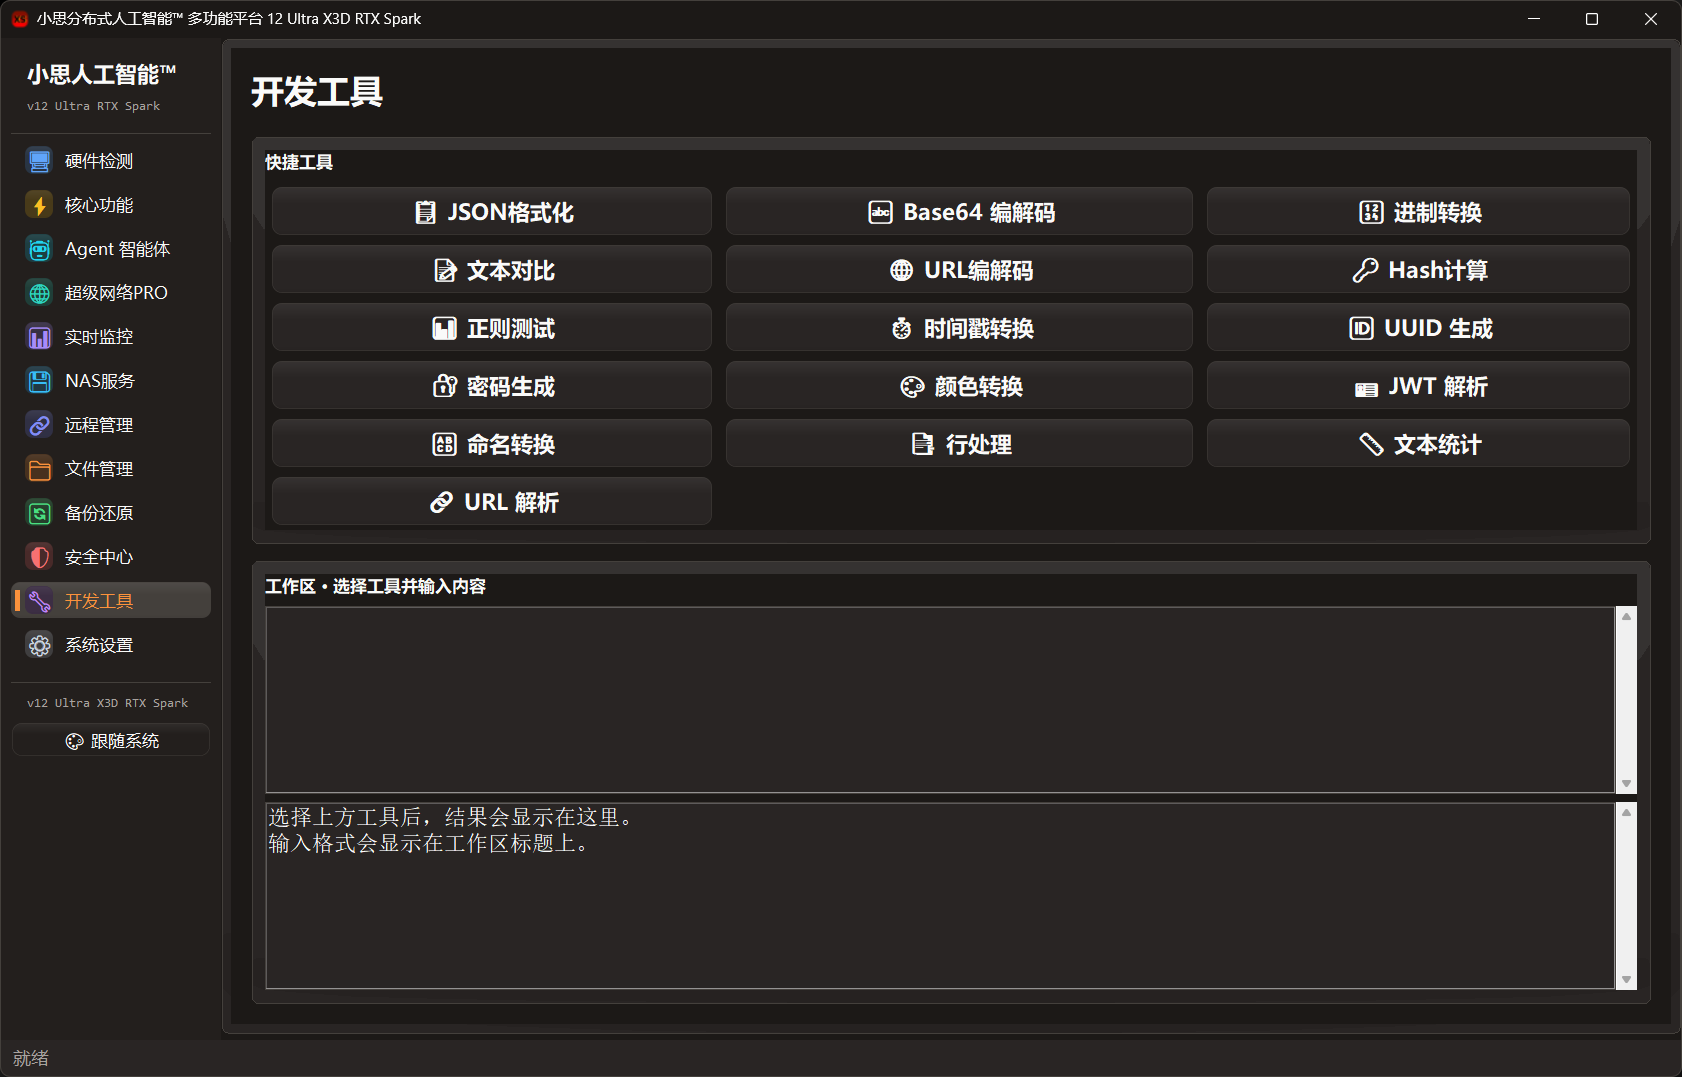 小思分布式人工智能™ 多功能平台 12 Ultra X3D RTX Spark
小思人工智能™
v12 Ultra RTX Spark
硬件检测
核心功能
Agent 智能体
超级网络PRO
实时监控
NAS服务
远程管理
文件管理
备份还原
安全中心
开发工具
系统设置
v12 Ultra X3D RTX Spark
跟随系统
开发工具
快捷工具
JSON格式化
Base64 编解码
进制转换
文本对比
URL编解码
Hash计算
正则测试
时间戳转换
UUID 生成
密码生成
颜色转换
JWT 解析
命名转换
行处理
文本统计
URL 解析
工作区 • 选择工具并输入内容
选择上方工具后，结果会显示在这里。
输入格式会显示在工作区标题上。
就绪